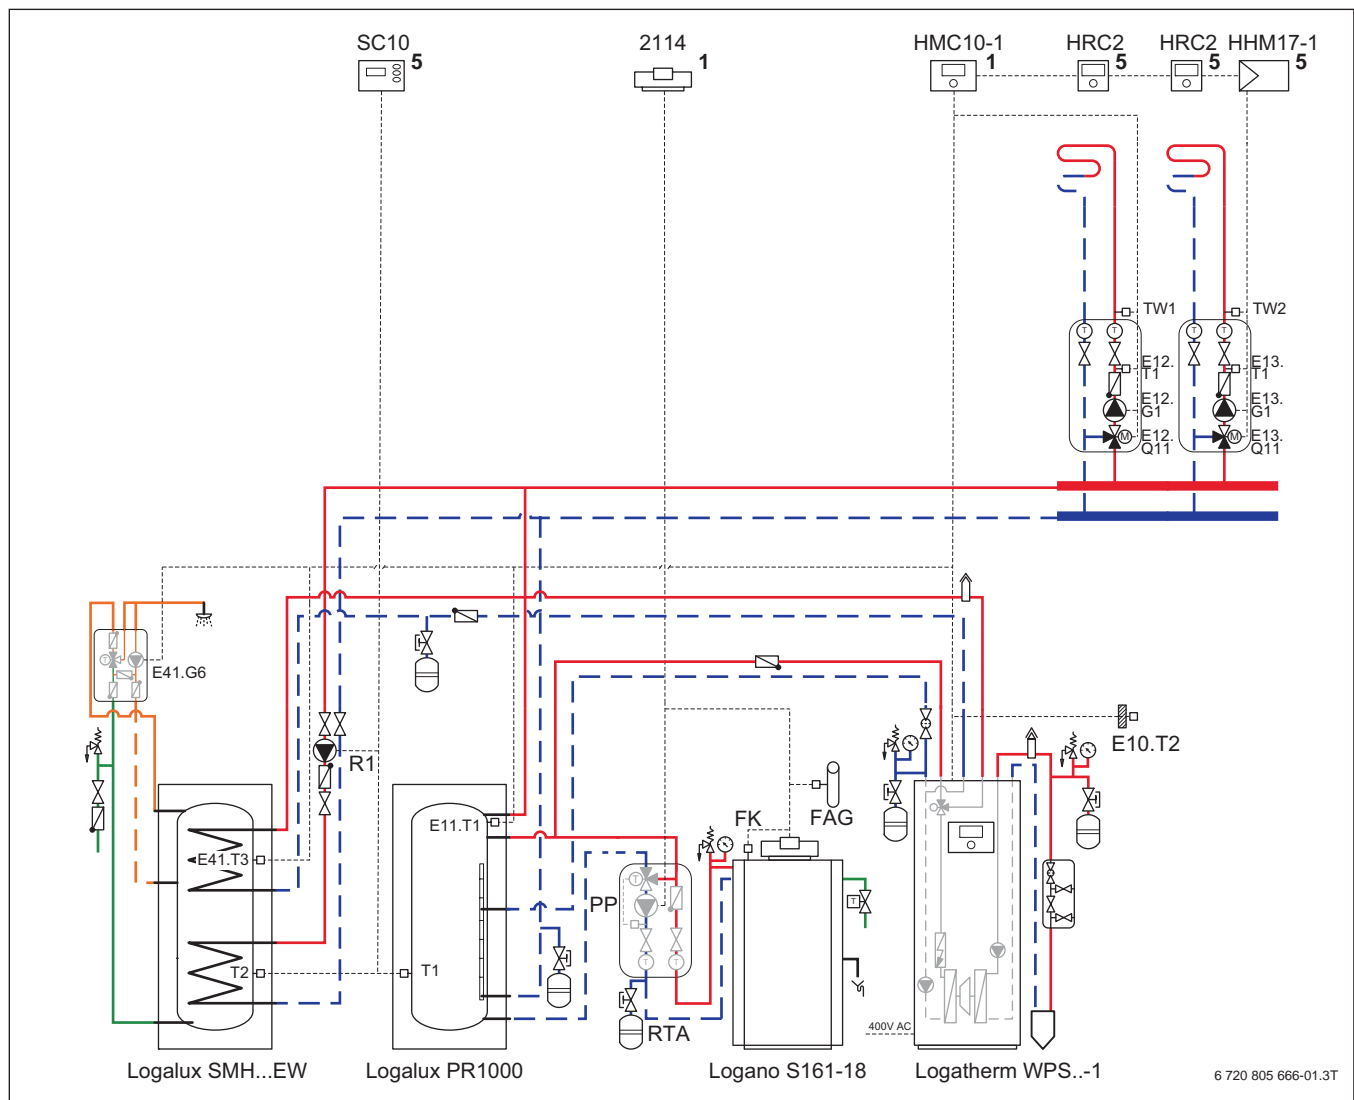 SC10
5
2114
1
HMC10-1
1
HRC2
5
HRC2
5
HHM17-1
5
TW1
TW2
T
T
T
T
E12.
T1
E13.
T1
E12.
G1
E13.
G1
M
E12.
Q11
M
E13.
Q11
T
E41.G6
R1
E10.T2
E11.T1
FK
FAG
E41.T3
T
PP
T
T2
T1
T
T
RTA
400V AC
Logalux SMH...EW
Logalux PR1000
Logano S161-18
Logatherm WPS..-1
6 720 805 666-01.3T